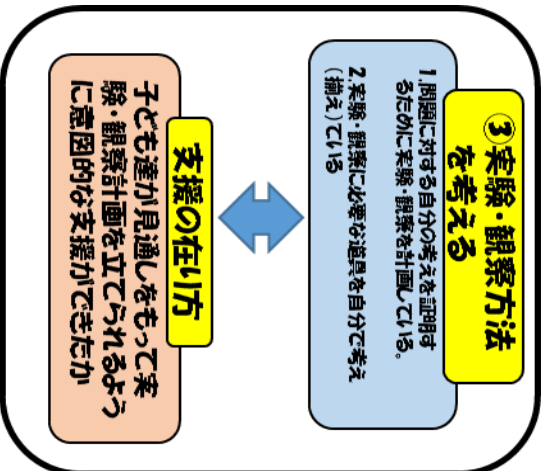 ③実験・観察方法
を考える
1.問題に対する自分の考えを証明す
るために実験・観察を計画している。
2.実験・観察に必要な道具を自分で考え
(揃え)ている
支援の在り方
子ども達が見通しをもって実
験・観察計画を立てられるよう
に意図的な支援ができたか